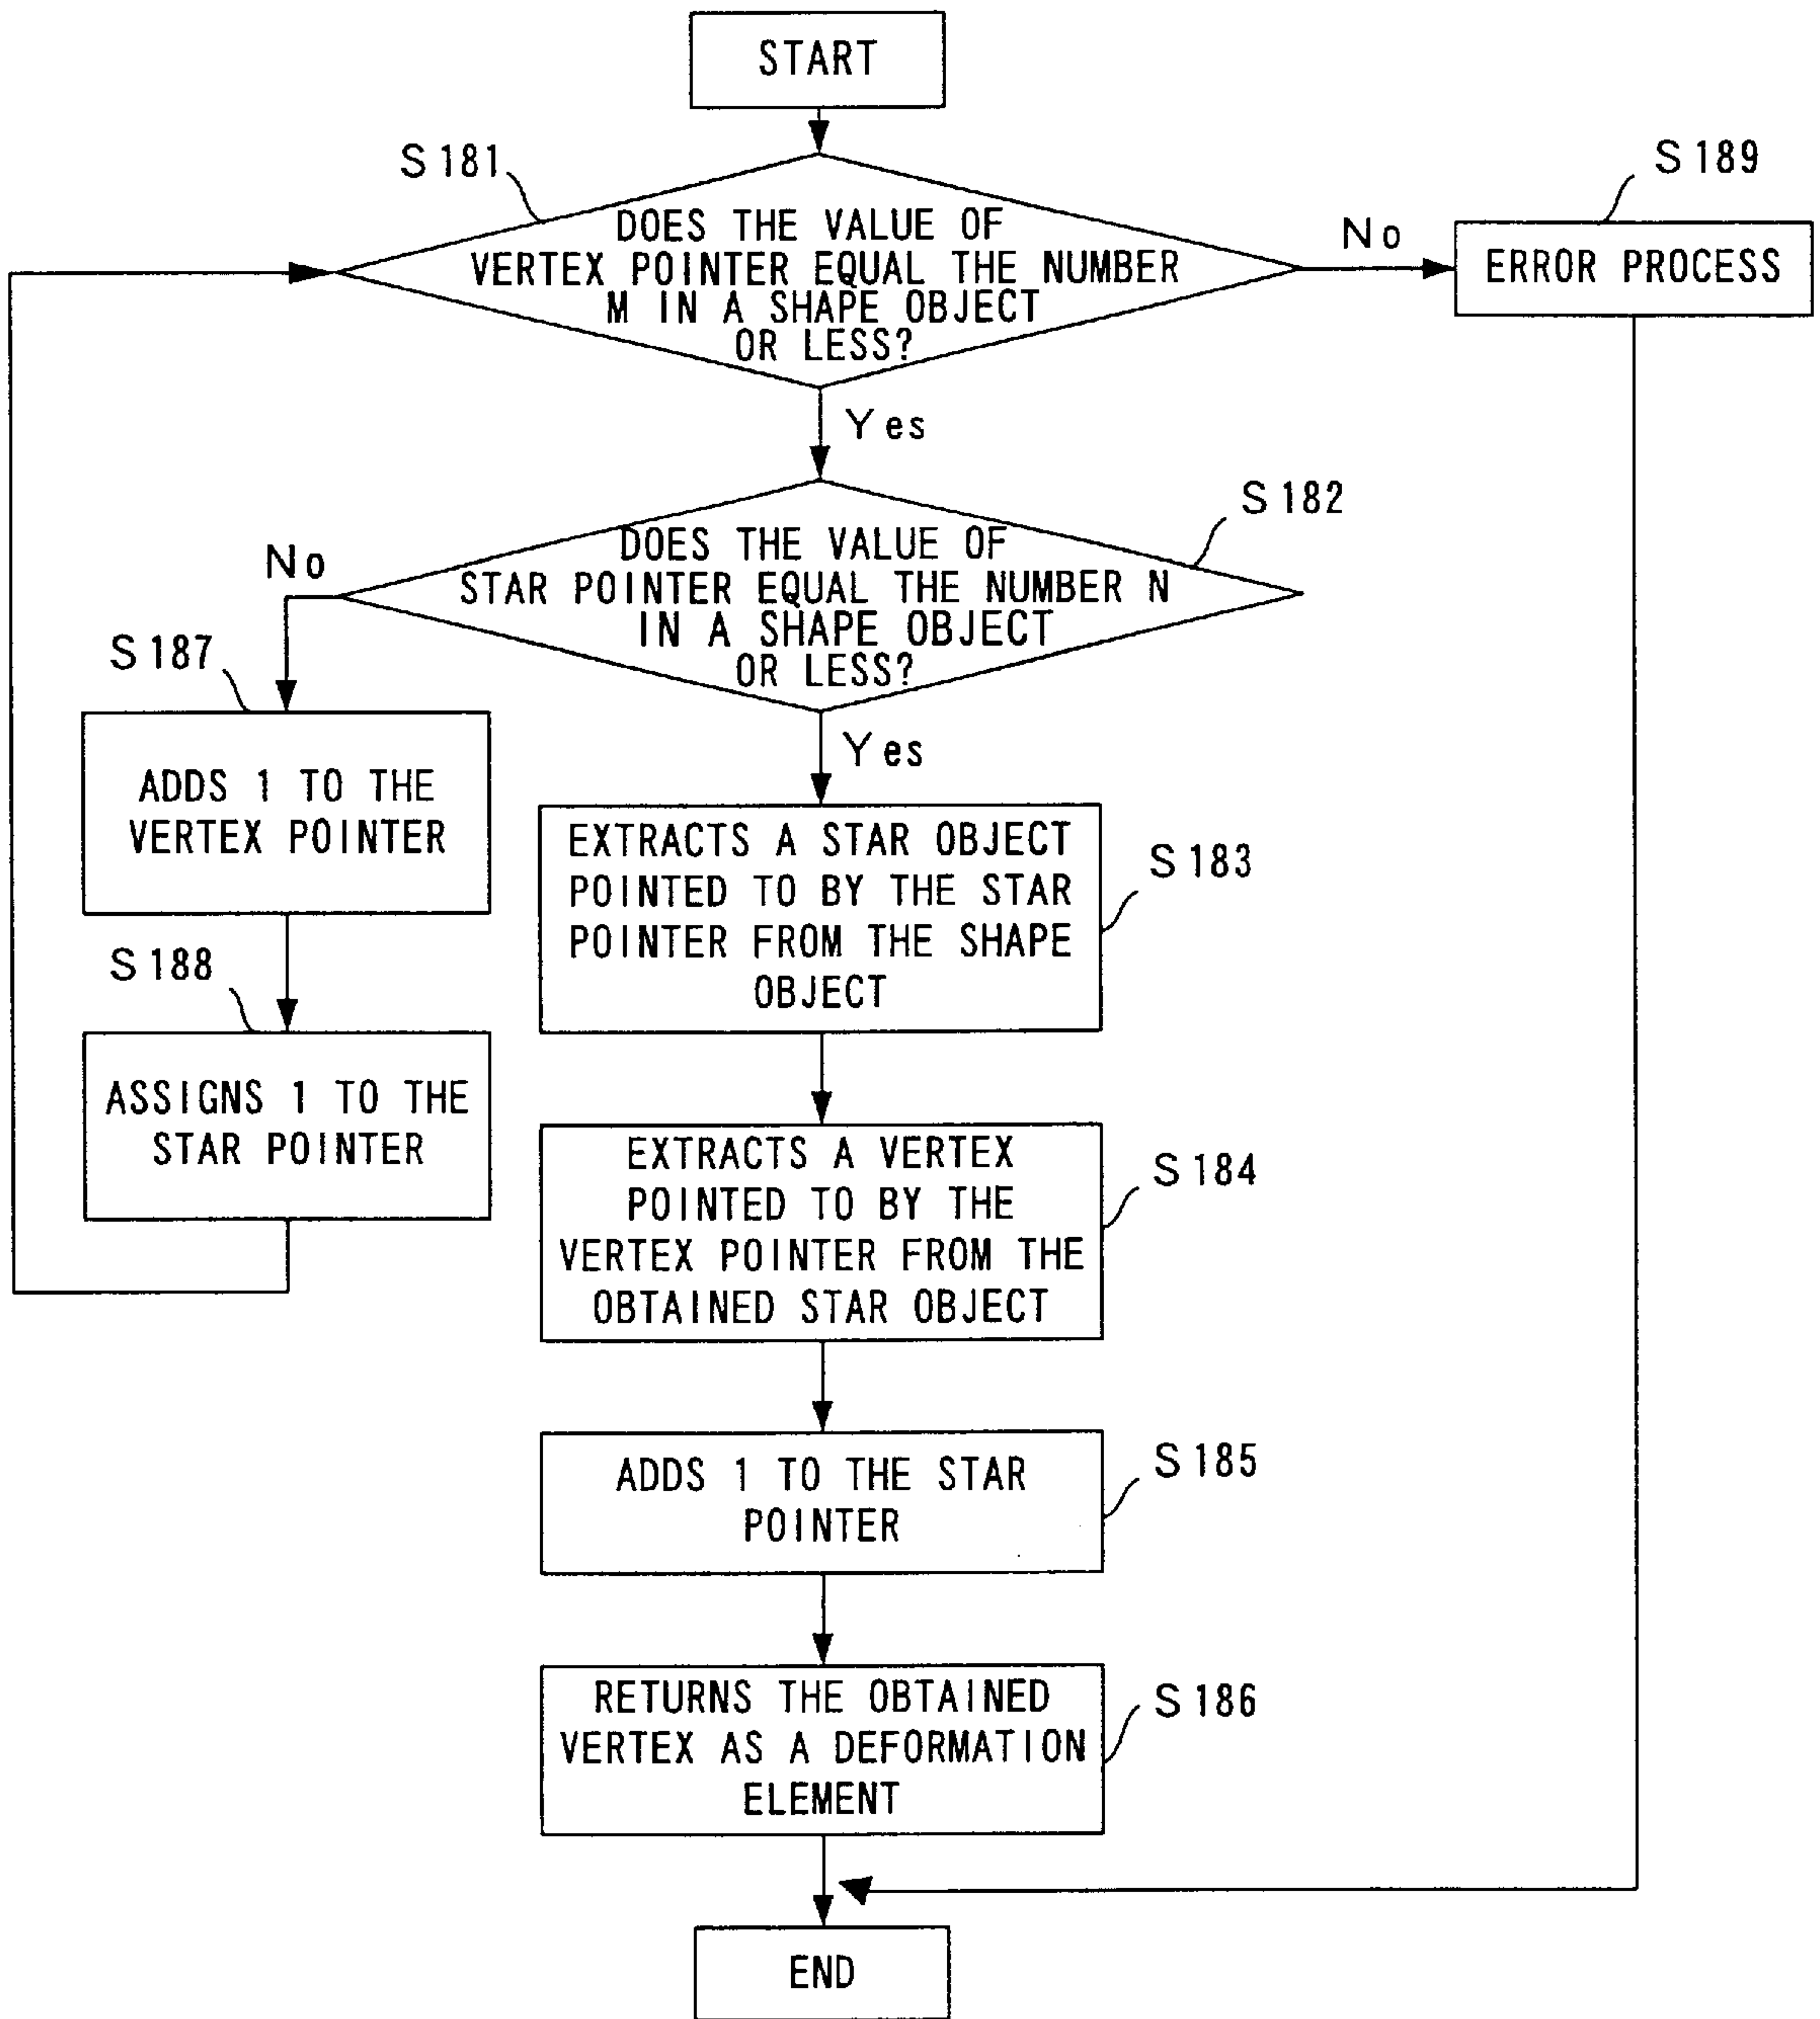 START
S181
DOES THE VALUE OF
VERTEX POINTER EQUAL THE NUMBER
M IN A SHAPE OBJECT
OR LESS?
No
S189
ERROR PROCESS
Yes
S182
DOES THE VALUE OF
STAR POINTER EQUAL THE NUMBER N
IN A SHAPE OBJECT
OR LESS?
No
S187
ADDS 1 TO THE
VERTEX POINTER
S188
ASSIGNS 1 TO THE
STAR POINTER
Yes
EXTRACTS A STAR OBJECT
POINTED TO BY THE STAR
POINTER FROM THE SHAPE
OBJECT
S183
EXTRACTS A VERTEX
POINTED TO BY THE
VERTEX POINTER FROM THE
OBTAINED STAR OBJECT
S184
ADDS 1 TO THE STAR
POINTER
S185
RETURNS THE OBTAINED
VERTEX AS A DEFORMATION
ELEMENT
S186
END